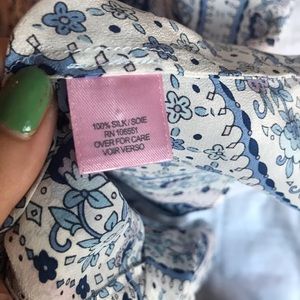 100% SILK / SOIE
RN 106551
OVER FOR CARE
VOIR VERSO